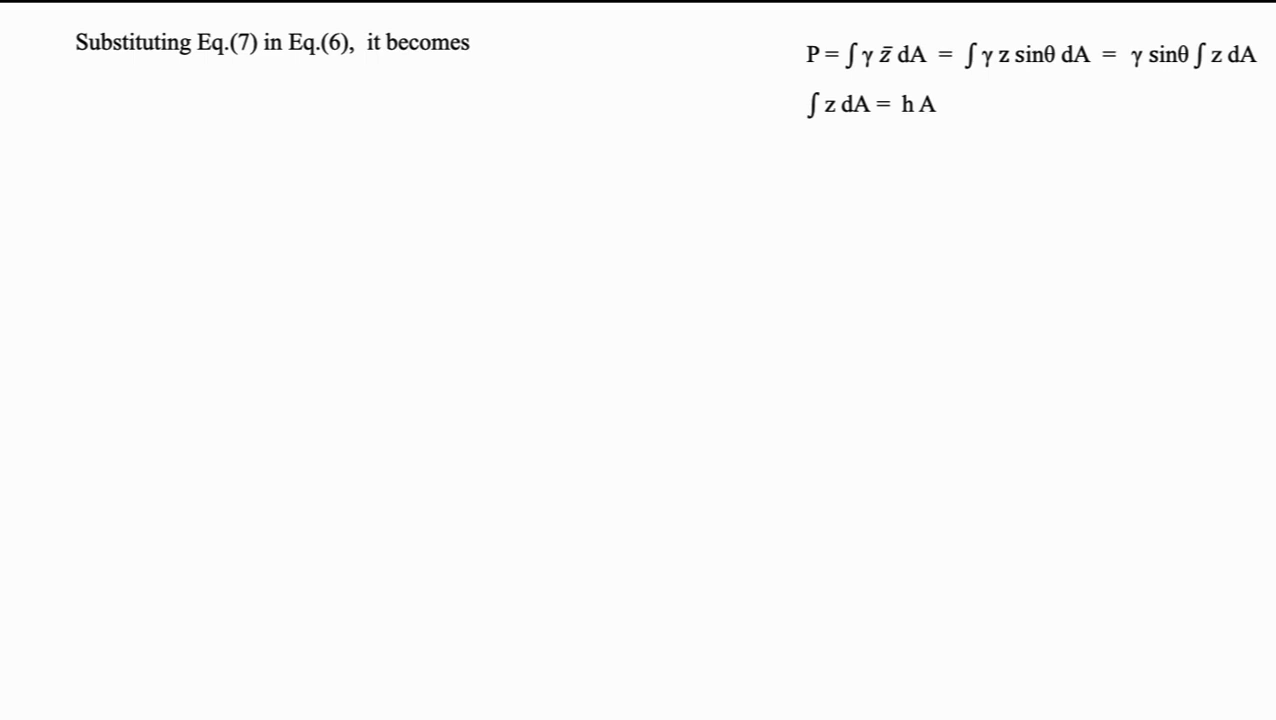 Substituting Eq.(7) in Eq.(6), it becomes
P = ∫ γ z̄ dA = ∫ γ z sinθ dA = γ sinθ ∫ z dA
∫ z dA = h A